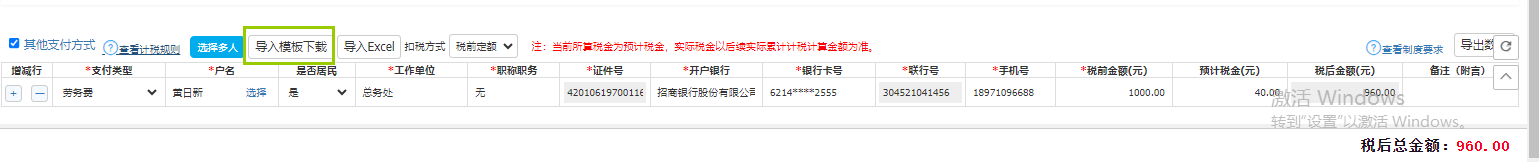 其他支付方式 查看计税规则 选择多人 导入模板下载 导入Excel 扣税方式 税前定额 注：当前所算税金为预计税金，实际税金以后续实际累计计税计算金额为准。 查看制度要求 导出数
增减行 *支付类型 *户名 是否居民 *工作单位 *职称职务 *证件号 *开户银行 *银行卡号 *联行号 *手机号 *税前金额(元) 预计税金(元) 税后金额(元) 备注（附言）
劳务费 黄日新 选择 是 总务处 无 42010619700116 招商银行股份有限公司 6214****2555 304521041456 18971096688 1000.00 40.00 960.00
激活 Windows
转到"设置"以激活 Windows。
税后总金额：960.00